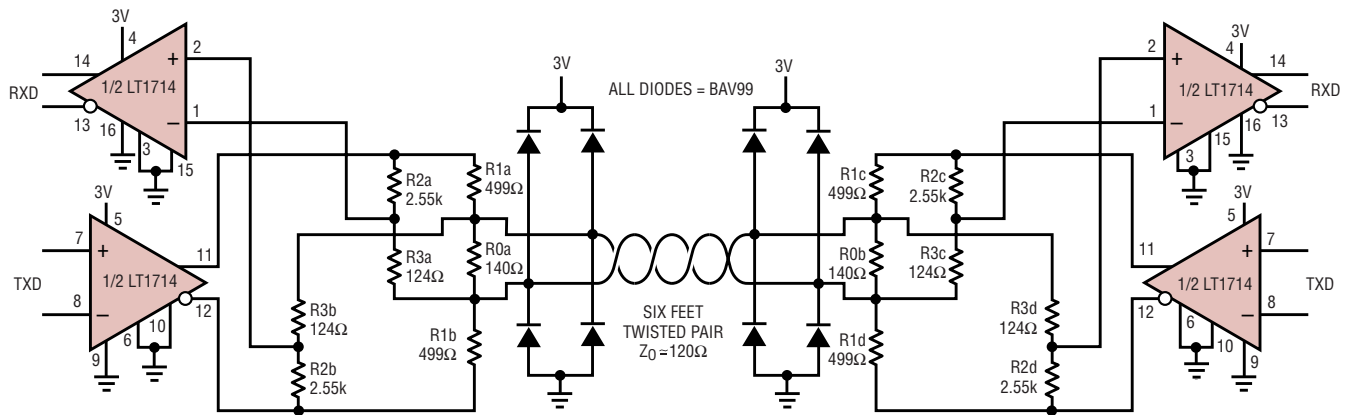 3V
4
2
+
14
1/2 LT1714
RXD
1
−
13
16
3
15
3V
5
7
+
11
1/2 LT1714
TXD
8
−
12
10
6
9
R2a
2.55k
R1a
499Ω
R3a
124Ω
R0a
140Ω
R3b
124Ω
R1b
499Ω
R2b
2.55k
3V
ALL DIODES = BAV99
3V
SIX FEET
TWISTED PAIR
Z0 =120Ω
R1c
499Ω
R2c
2.55k
R0b
140Ω
R3c
124Ω
R3d
124Ω
R1d
499Ω
R2d
2.55k
3V
4
2
+
14
1/2 LT1714
RXD
1
−
13
16
15
3
3V
5
7
+
11
1/2 LT1714
TXD
8
−
12
6
10
9